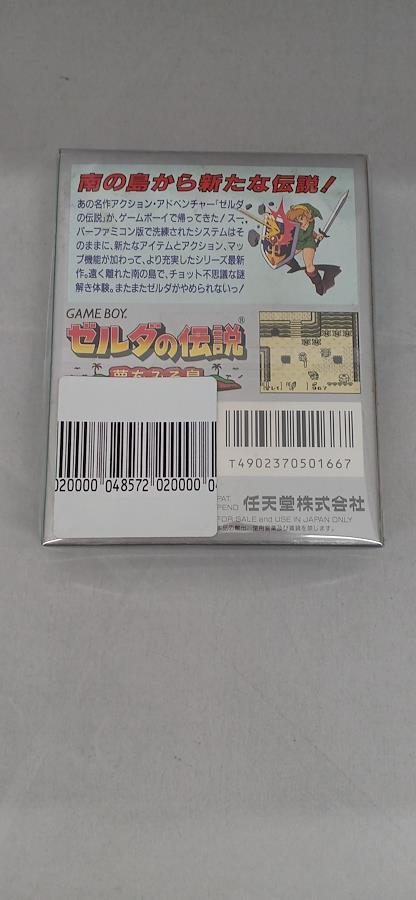 南の島から新たな伝説!
あの名作アクション・アドベンチャー「ゼルダ
の伝説」が、ゲームボーイで帰ってきた!スー
パーファミコン版で洗練されたシステムはそ
のままに、新たなアイテムとアクション、マッ
プ機能が加わって、より充実したシリーズ最新
作。遠く離れた南の島で、チョット不思議な謎
解き体験。またまたゼルダがやめられないっ!
GAME BOY®
ゼルダの伝説
夢をみる島
T4902370501667
020000 048572 020000 0
PAT.
PEND
任天堂株式会社
FOR SALE and USE IN JAPAN ONLY